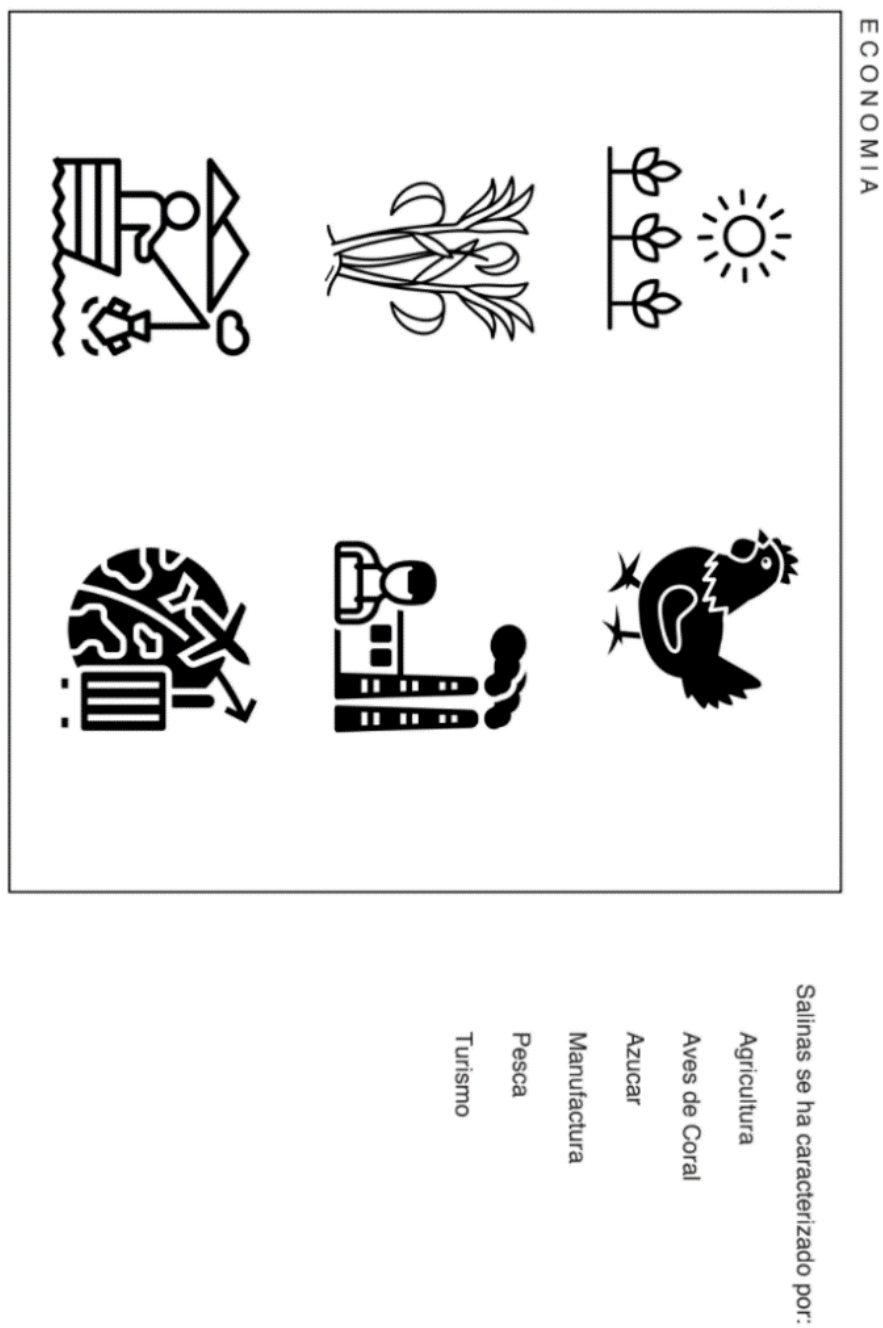 ECONOMIA
Salinas se ha caracterizado por:
Agricultura
Aves de Coral
Azucar
Manufactura
Pesca
Turismo